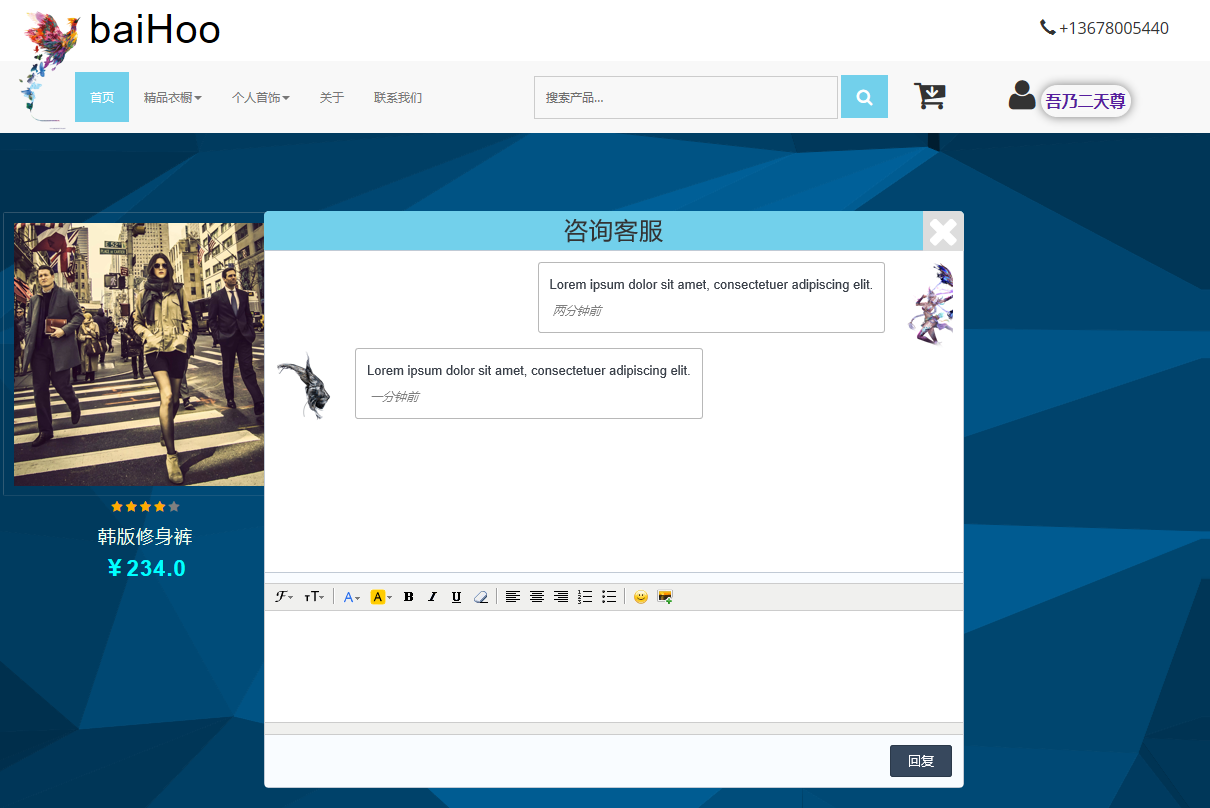 baiHoo
+13678005440
首页 精品衣橱 个人首饰 关于 联系我们 搜索产品... 吾乃二天尊
咨询客服
Lorem ipsum dolor sit amet, consectetuer adipiscing elit.
两分钟前
Lorem ipsum dolor sit amet, consectetuer adipiscing elit.
一分钟前
韩版修身裤
￥234.0
回复